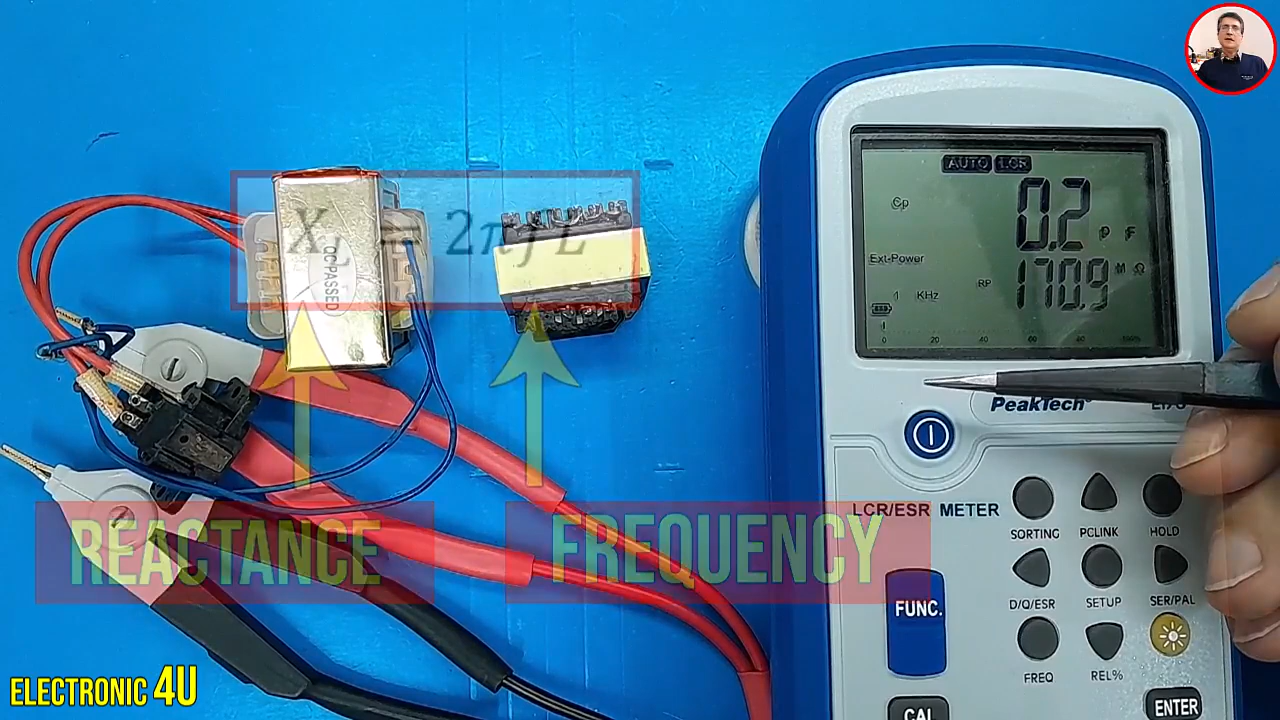 AUTO LCR
Cp
0.2 p F
Ext-Power
170.9 M Ω
1 KHz
RP
0 20 40 60 80 100%
X_L = 2πfL
QC PASSED
PeakTech®
REACTANCE
FREQUENCY
LCR/ESR METER
SORTING
PCLINK
HOLD
D/Q/ESR
SETUP
SER/PAL
FUNC.
FREQ
REL%
CAL
ENTER
ELECTRONIC 4U